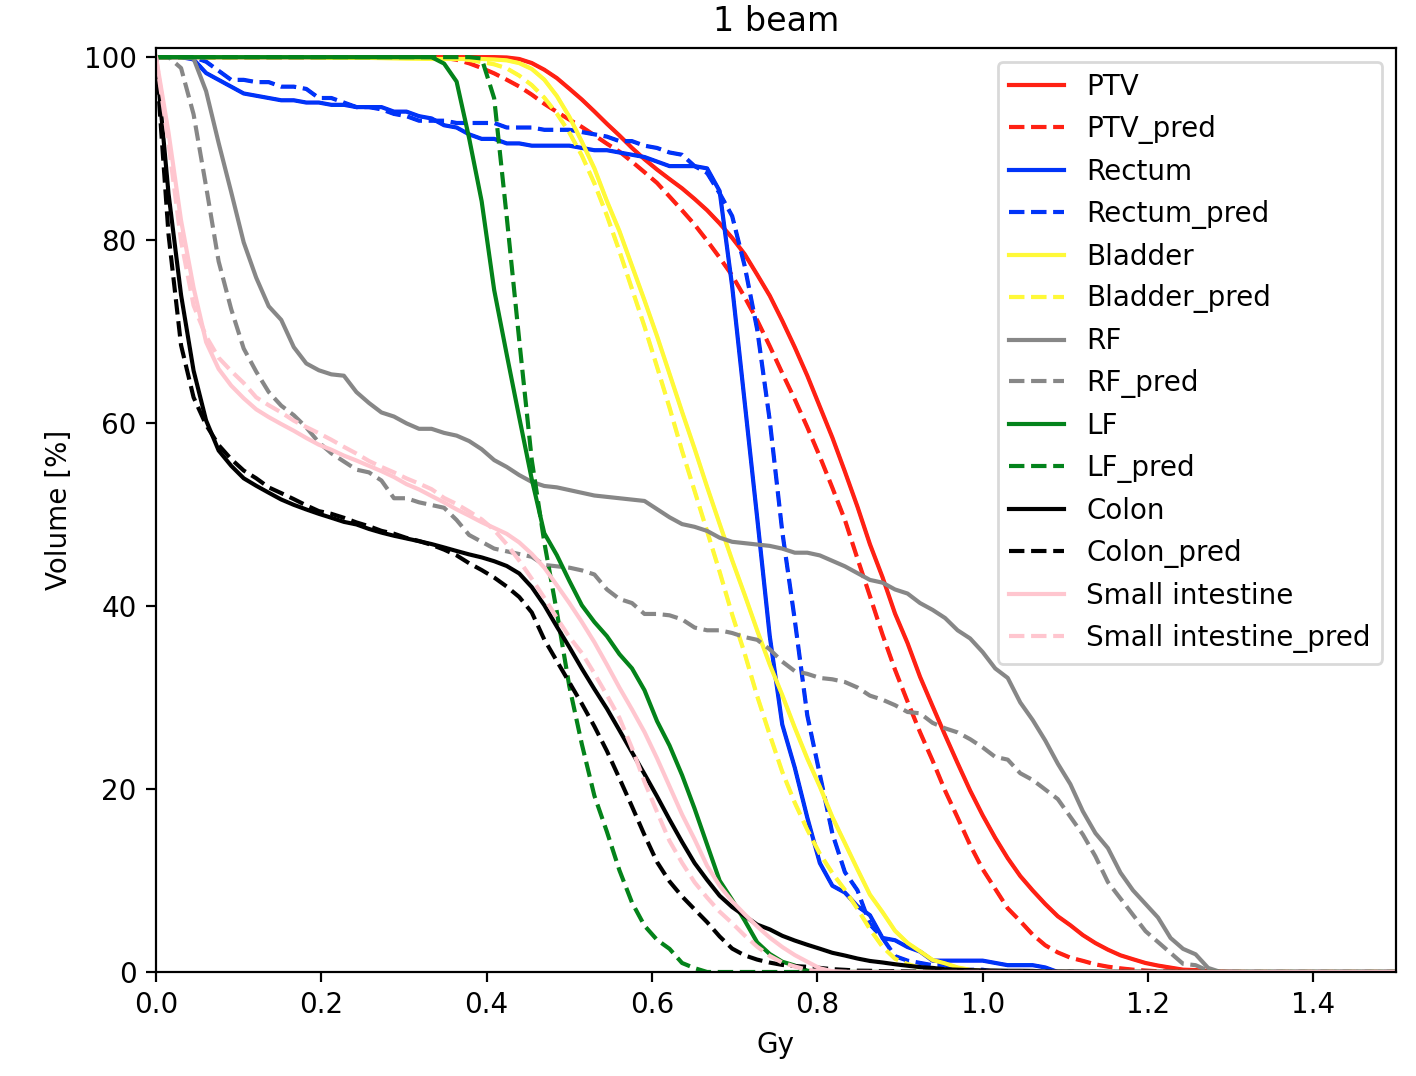 1 beam
100
80
60
40
20
0
Volume [%]
0.0 0.2 0.4 0.6 0.8 1.0 1.2 1.4
Gy
PTV
PTV_pred
Rectum
Rectum_pred
Bladder
Bladder_pred
RF
RF_pred
LF
LF_pred
Colon
Colon_pred
Small intestine
Small intestine_pred